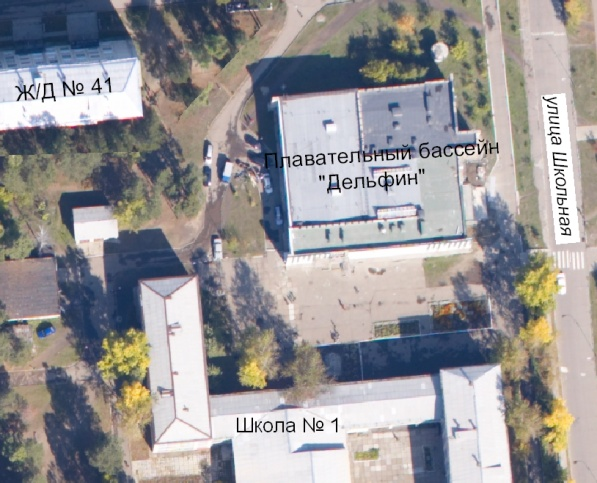 Ж/Д № 41
Плавательный бассейн
"Дельфин"
улица Школьная
Школа № 1